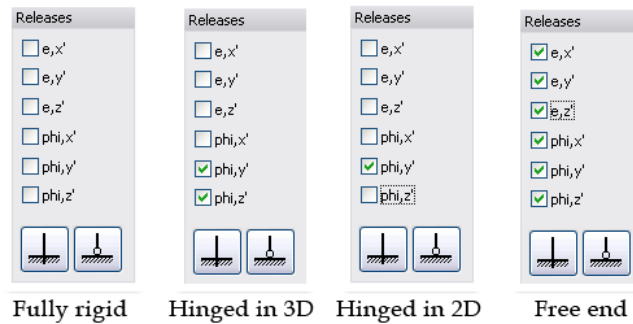 Releases
e,x'
e,y'
e,z'
phi,x'
phi,y'
phi,z'
Fully rigid
Releases
e,x'
e,y'
e,z'
phi,x'
phi,y'
phi,z'
Hinged in 3D
Releases
e,x'
e,y'
e,z'
phi,x'
phi,y'
phi,z'
Hinged in 2D
Releases
e,x'
e,y'
e,z'
phi,x'
phi,y'
phi,z'
Free end